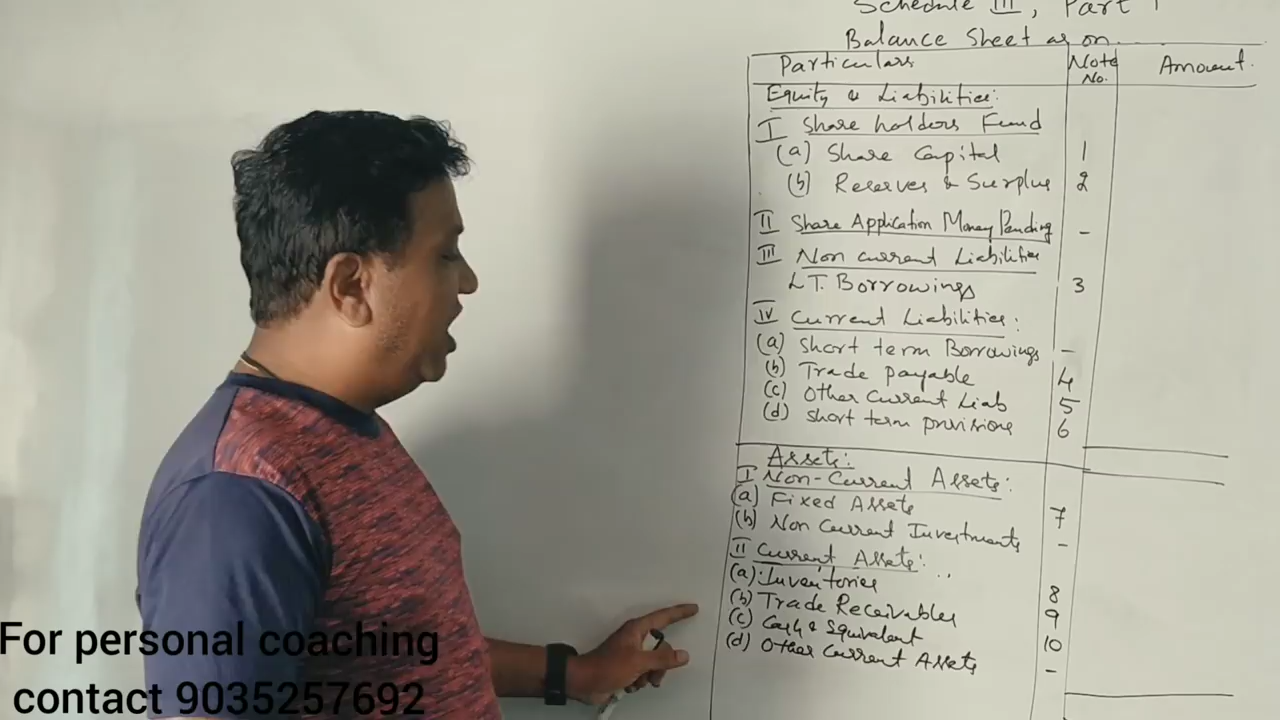 Schedule III, Part I
Balance Sheet as on......
Particulars Note No. Amount.
Equity & Liabilities:
I Share holders Fund
(a) Share Capital 1
(b) Reserves & Surplus 2
II Share Application Money Pending -
III Non current Liabilities
L.T. Borrowings 3
IV Current Liabilities:
(a) Short term Borrowings -
(b) Trade payable 4
(c) Other Current Liab 5
(d) Short term provisions 6
Assets:
I Non-Current Assets:
(a) Fixed Assets 7
(b) Non Current Investments -
II Current Assets:
(a) Inventories 8
(b) Trade Receivables 9
(c) Cash & Equivalent 10
(d) Other Current Assets -
For personal coaching
contact 9035257692